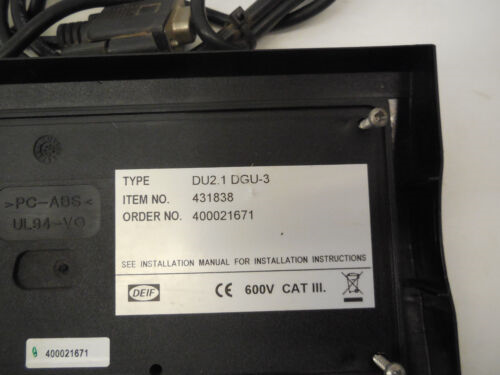 TYPE DU2.1 DGU-3
ITEM NO. 431838
ORDER NO. 400021671
>PC-ABS<
UL94-VO
SEE INSTALLATION MANUAL FOR INSTALLATION INSTRUCTIONS
DEIF CE 600V CAT III.
400021671